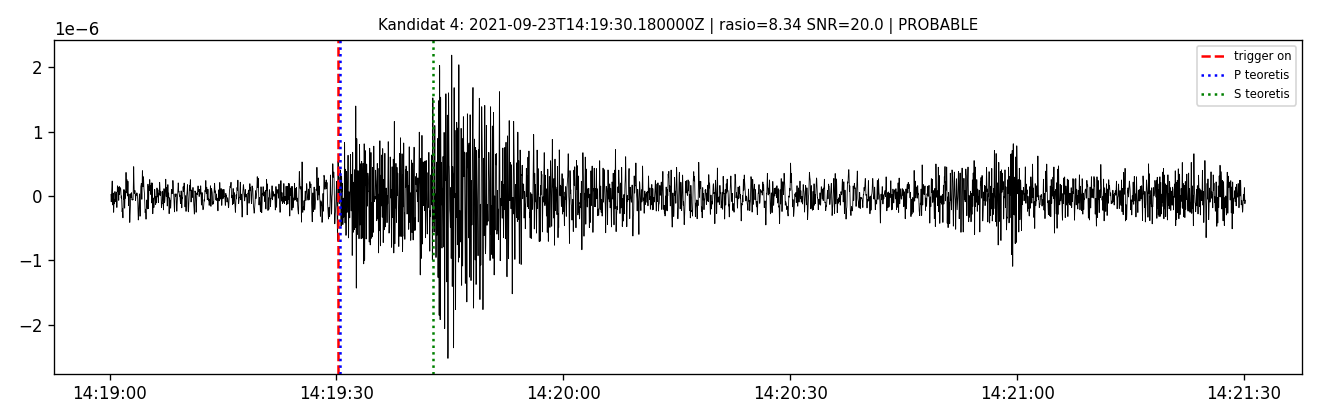 Kandidat 4: 2021-09-23T14:19:30.180000Z | rasio=8.34 SNR=20.0 | PROBABLE
1e−6
trigger on
P teoretis
S teoretis
2
1
0
−1
−2
14:19:00 14:19:30 14:20:00 14:20:30 14:21:00 14:21:30